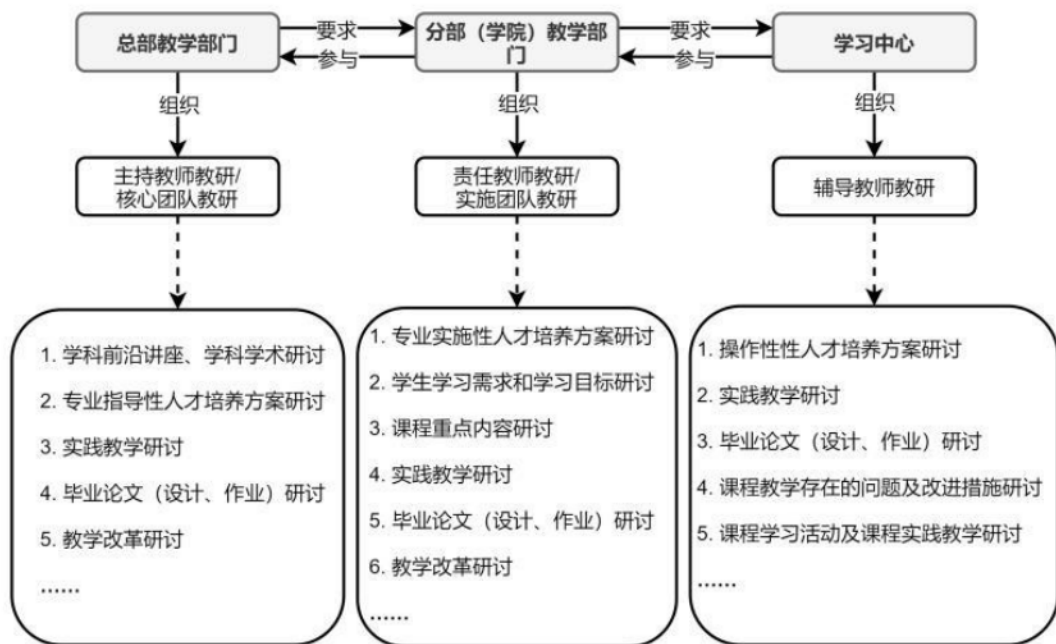 总部教学部门
要求
参与
分部（学院）教学部
门
要求
参与
学习中心
组织
组织
组织
主持教师教研/
核心团队教研
责任教师教研/
实施团队教研
辅导教师教研
1. 学科前沿讲座、学科学术研讨
2. 专业指导性人才培养方案研讨
3. 实践教学研讨
4. 毕业论文（设计、作业）研讨
5. 教学改革研讨
......
1. 专业实施性人才培养方案研讨
2. 学生学习需求和学习目标研讨
3. 课程重点内容研讨
4. 实践教学研讨
5. 毕业论文（设计、作业）研讨
6. 教学改革研讨
......
1. 操作性性人才培养方案研讨
2. 实践教学研讨
3. 毕业论文（设计、作业）研讨
4. 课程教学存在的问题及改进措施研讨
5. 课程学习活动及课程实践教学研讨
......